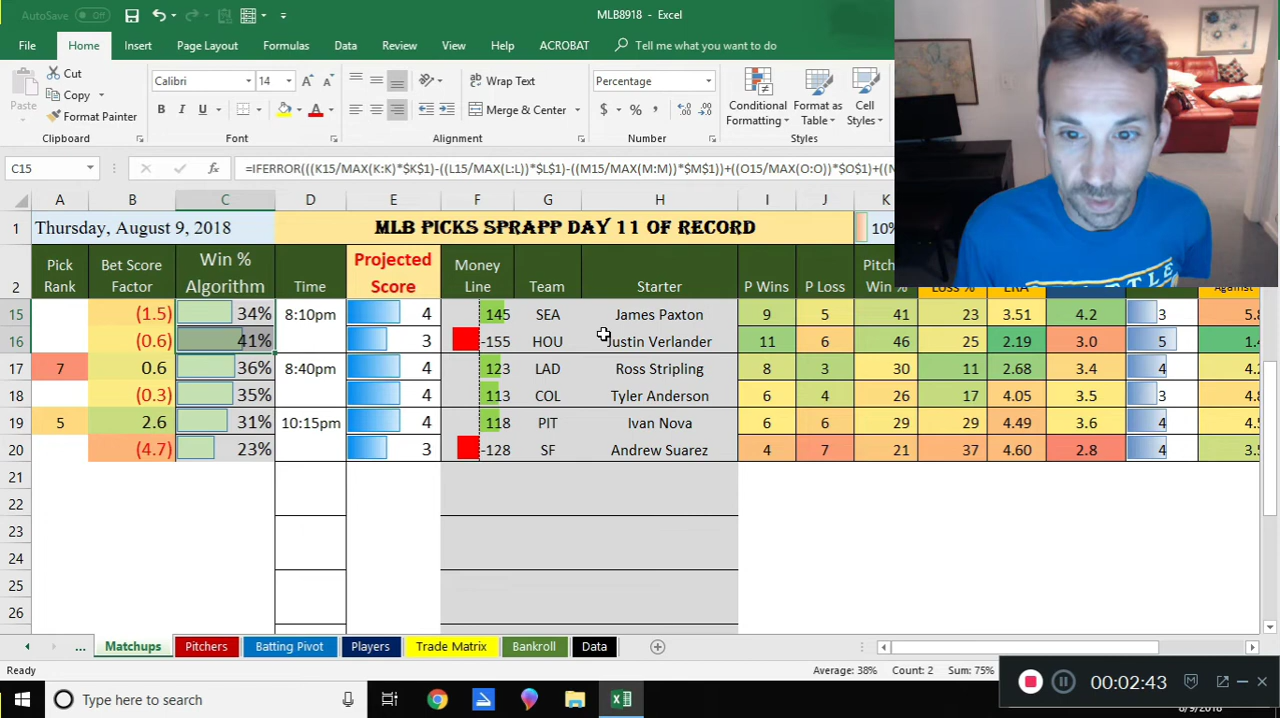 AutoSave Off MLB8918 - Excel
File Home Insert Page Layout Formulas Data Review View Help ACROBAT Tell me what you want to do
Paste Cut Calibri 14 Wrap Text Percentage Conditional Formatting Format as Table Cell Styles
Copy
Format Painter B I U Merge & Center $ % ,
Clipboard Font Alignment Number Styles
C15 fx =IFERROR(((K15/MAX(K:K)*$K$1)-((L15/MAX(L:L)*$L$1)-((M15/MAX(M:M))*$M$1))+((O15/MAX(O:O)*$O$1)+((N
A B C D E F G H I J K
1 Thursday, August 9, 2018 MLB PICKS SPRAPP DAY 11 OF RECORD 10%
2 Pick Rank Bet Score Factor Win % Algorithm Time Projected Score Money Line Team Starter P Wins P Loss Pitch Win % Loss % ERA Against
15 (1.5) 34% 8:10pm 4 145 SEA James Paxton 9 5 41 23 3.51 4.2 3 5.8
16 (0.6) 41% 3 -155 HOU Justin Verlander 11 6 46 25 2.19 3.0 5 1.4
17 7 0.6 36% 8:40pm 4 123 LAD Ross Stripling 8 3 30 11 2.68 3.4 4 4.2
18 (0.3) 35% 4 113 COL Tyler Anderson 6 4 26 17 4.05 3.5 3 4.8
19 5 2.6 31% 10:15pm 4 118 PIT Ivan Nova 6 6 29 29 4.49 3.6 4 4.5
20 (4.7) 23% 3 -128 SF Andrew Suarez 4 7 21 37 4.60 2.8 4 3.5
21
22
23
24
25
26
... Matchups Pitchers Batting Pivot Players Trade Matrix Bankroll Data
Ready Average: 38% Count: 2 Sum: 75%
00:02:43
Type here to search
8/9/2018